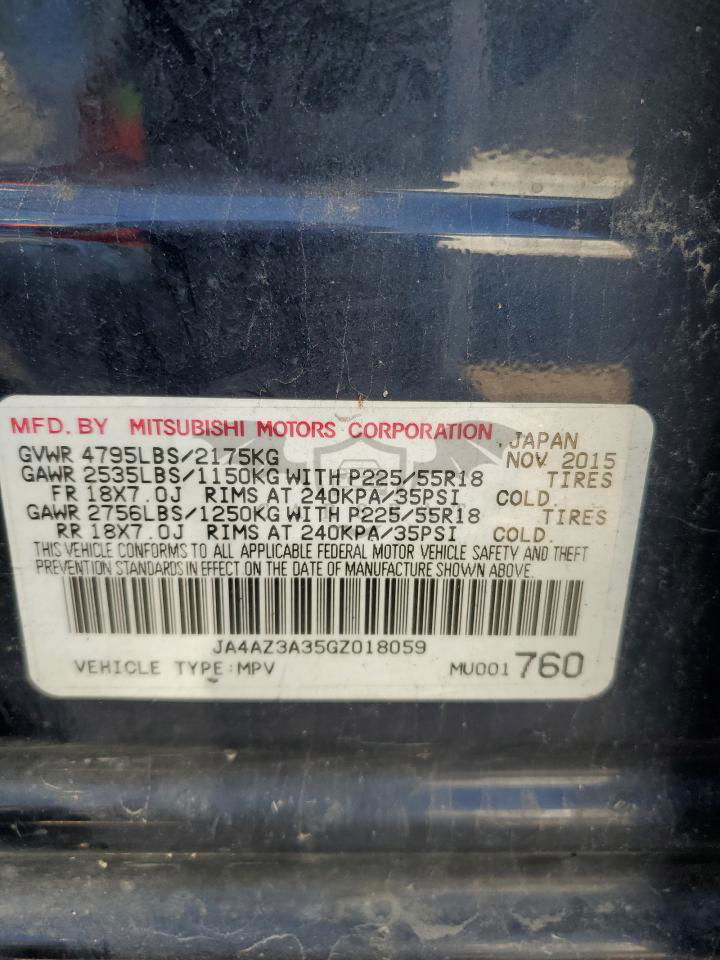 MFD. BY MITSUBISHI MOTORS CORPORATION JAPAN
GVWR 4795LBS/2175KG NOV 2015
GAWR 2535LBS/1150KG WITH P225/55R18 TIRES
FR 18X7.0J RIMS AT 240KPA/35PSI COLD.
GAWR 2756LBS/1250KG WITH P225/55R18 TIRES
RR 18X7.0J RIMS AT 240KPA/35PSI COLD.
THIS VEHICLE CONFORMS TO ALL APPLICABLE FEDERAL MOTOR VEHICLE SAFETY AND THEFT
PREVENTION STANDARDS IN EFFECT ON THE DATE OF MANUFACTURE SHOWN ABOVE.
JA4AZ3A35GZ018059
VEHICLE TYPE:MPV MU001760